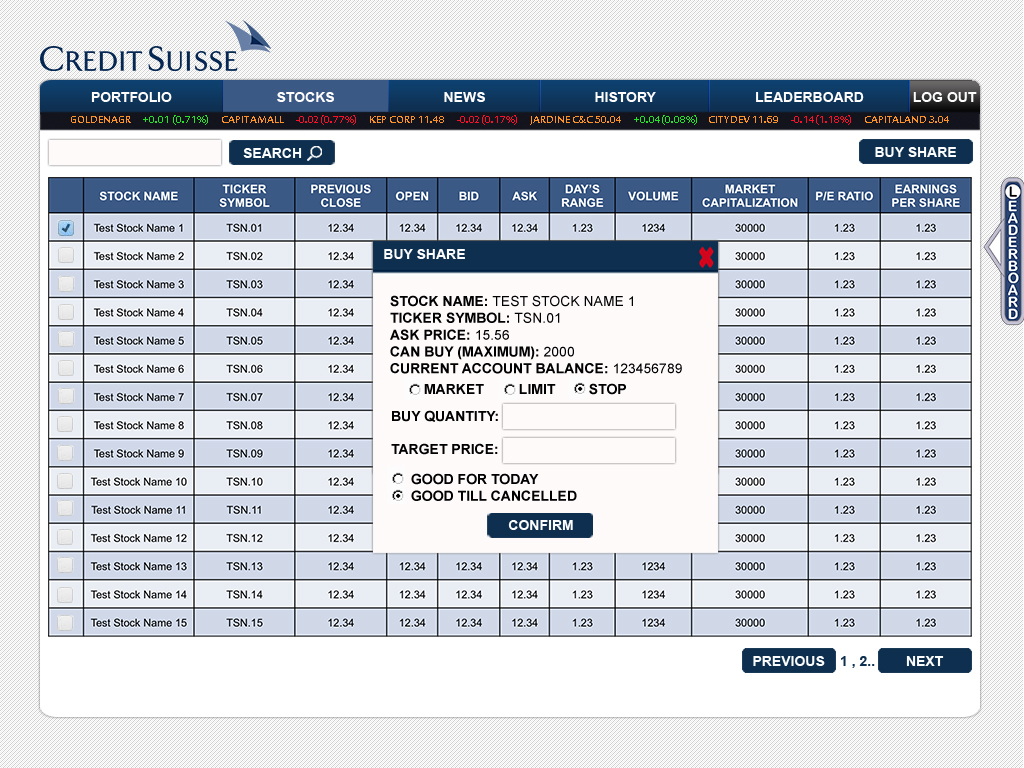 CREDIT SUISSE
PORTFOLIO STOCKS NEWS HISTORY LEADERBOARD LOG OUT
GOLDENAGR +0.01 (0.71%) CAPITAMALL -0.02(0.77%) KEP CORP 11.48 -0.02(0.17%) JARDINE C&C 50.04 +0.04(0.08%) CITYDEV 11.69 -0.14(1.18%) CAPITALAND 3.04
SEARCH BUY SHARE
STOCK NAME TICKER SYMBOL PREVIOUS CLOSE OPEN BID ASK DAY'S RANGE VOLUME MARKET CAPITALIZATION P/E RATIO EARNINGS PER SHARE
Test Stock Name 1 TSN.01 12.34 12.34 12.34 12.34 1.23 1234 30000 1.23 1.23
Test Stock Name 2 TSN.02 12.34 30000 1.23 1.23
Test Stock Name 3 TSN.03 12.34 30000 1.23 1.23
Test Stock Name 4 TSN.04 12.34 30000 1.23 1.23
Test Stock Name 5 TSN.05 12.34 30000 1.23 1.23
Test Stock Name 6 TSN.06 12.34 30000 1.23 1.23
Test Stock Name 7 TSN.07 12.34 30000 1.23 1.23
Test Stock Name 8 TSN.08 12.34 30000 1.23 1.23
Test Stock Name 9 TSN.09 12.34 30000 1.23 1.23
Test Stock Name 10 TSN.10 12.34 30000 1.23 1.23
Test Stock Name 11 TSN.11 12.34 30000 1.23 1.23
Test Stock Name 12 TSN.12 12.34 30000 1.23 1.23
Test Stock Name 13 TSN.13 12.34 12.34 12.34 12.34 1.23 1234 30000 1.23 1.23
Test Stock Name 14 TSN.14 12.34 12.34 12.34 12.34 1.23 1234 30000 1.23 1.23
Test Stock Name 15 TSN.15 12.34 12.34 12.34 12.34 1.23 1234 30000 1.23 1.23
BUY SHARE
STOCK NAME: TEST STOCK NAME 1
TICKER SYMBOL: TSN.01
ASK PRICE: 15.56
CAN BUY (MAXIMUM): 2000
CURRENT ACCOUNT BALANCE: 123456789
MARKET LIMIT STOP
BUY QUANTITY:
TARGET PRICE:
GOOD FOR TODAY
GOOD TILL CANCELLED
CONFIRM
PREVIOUS 1 , 2.. NEXT
LEADERBOARD